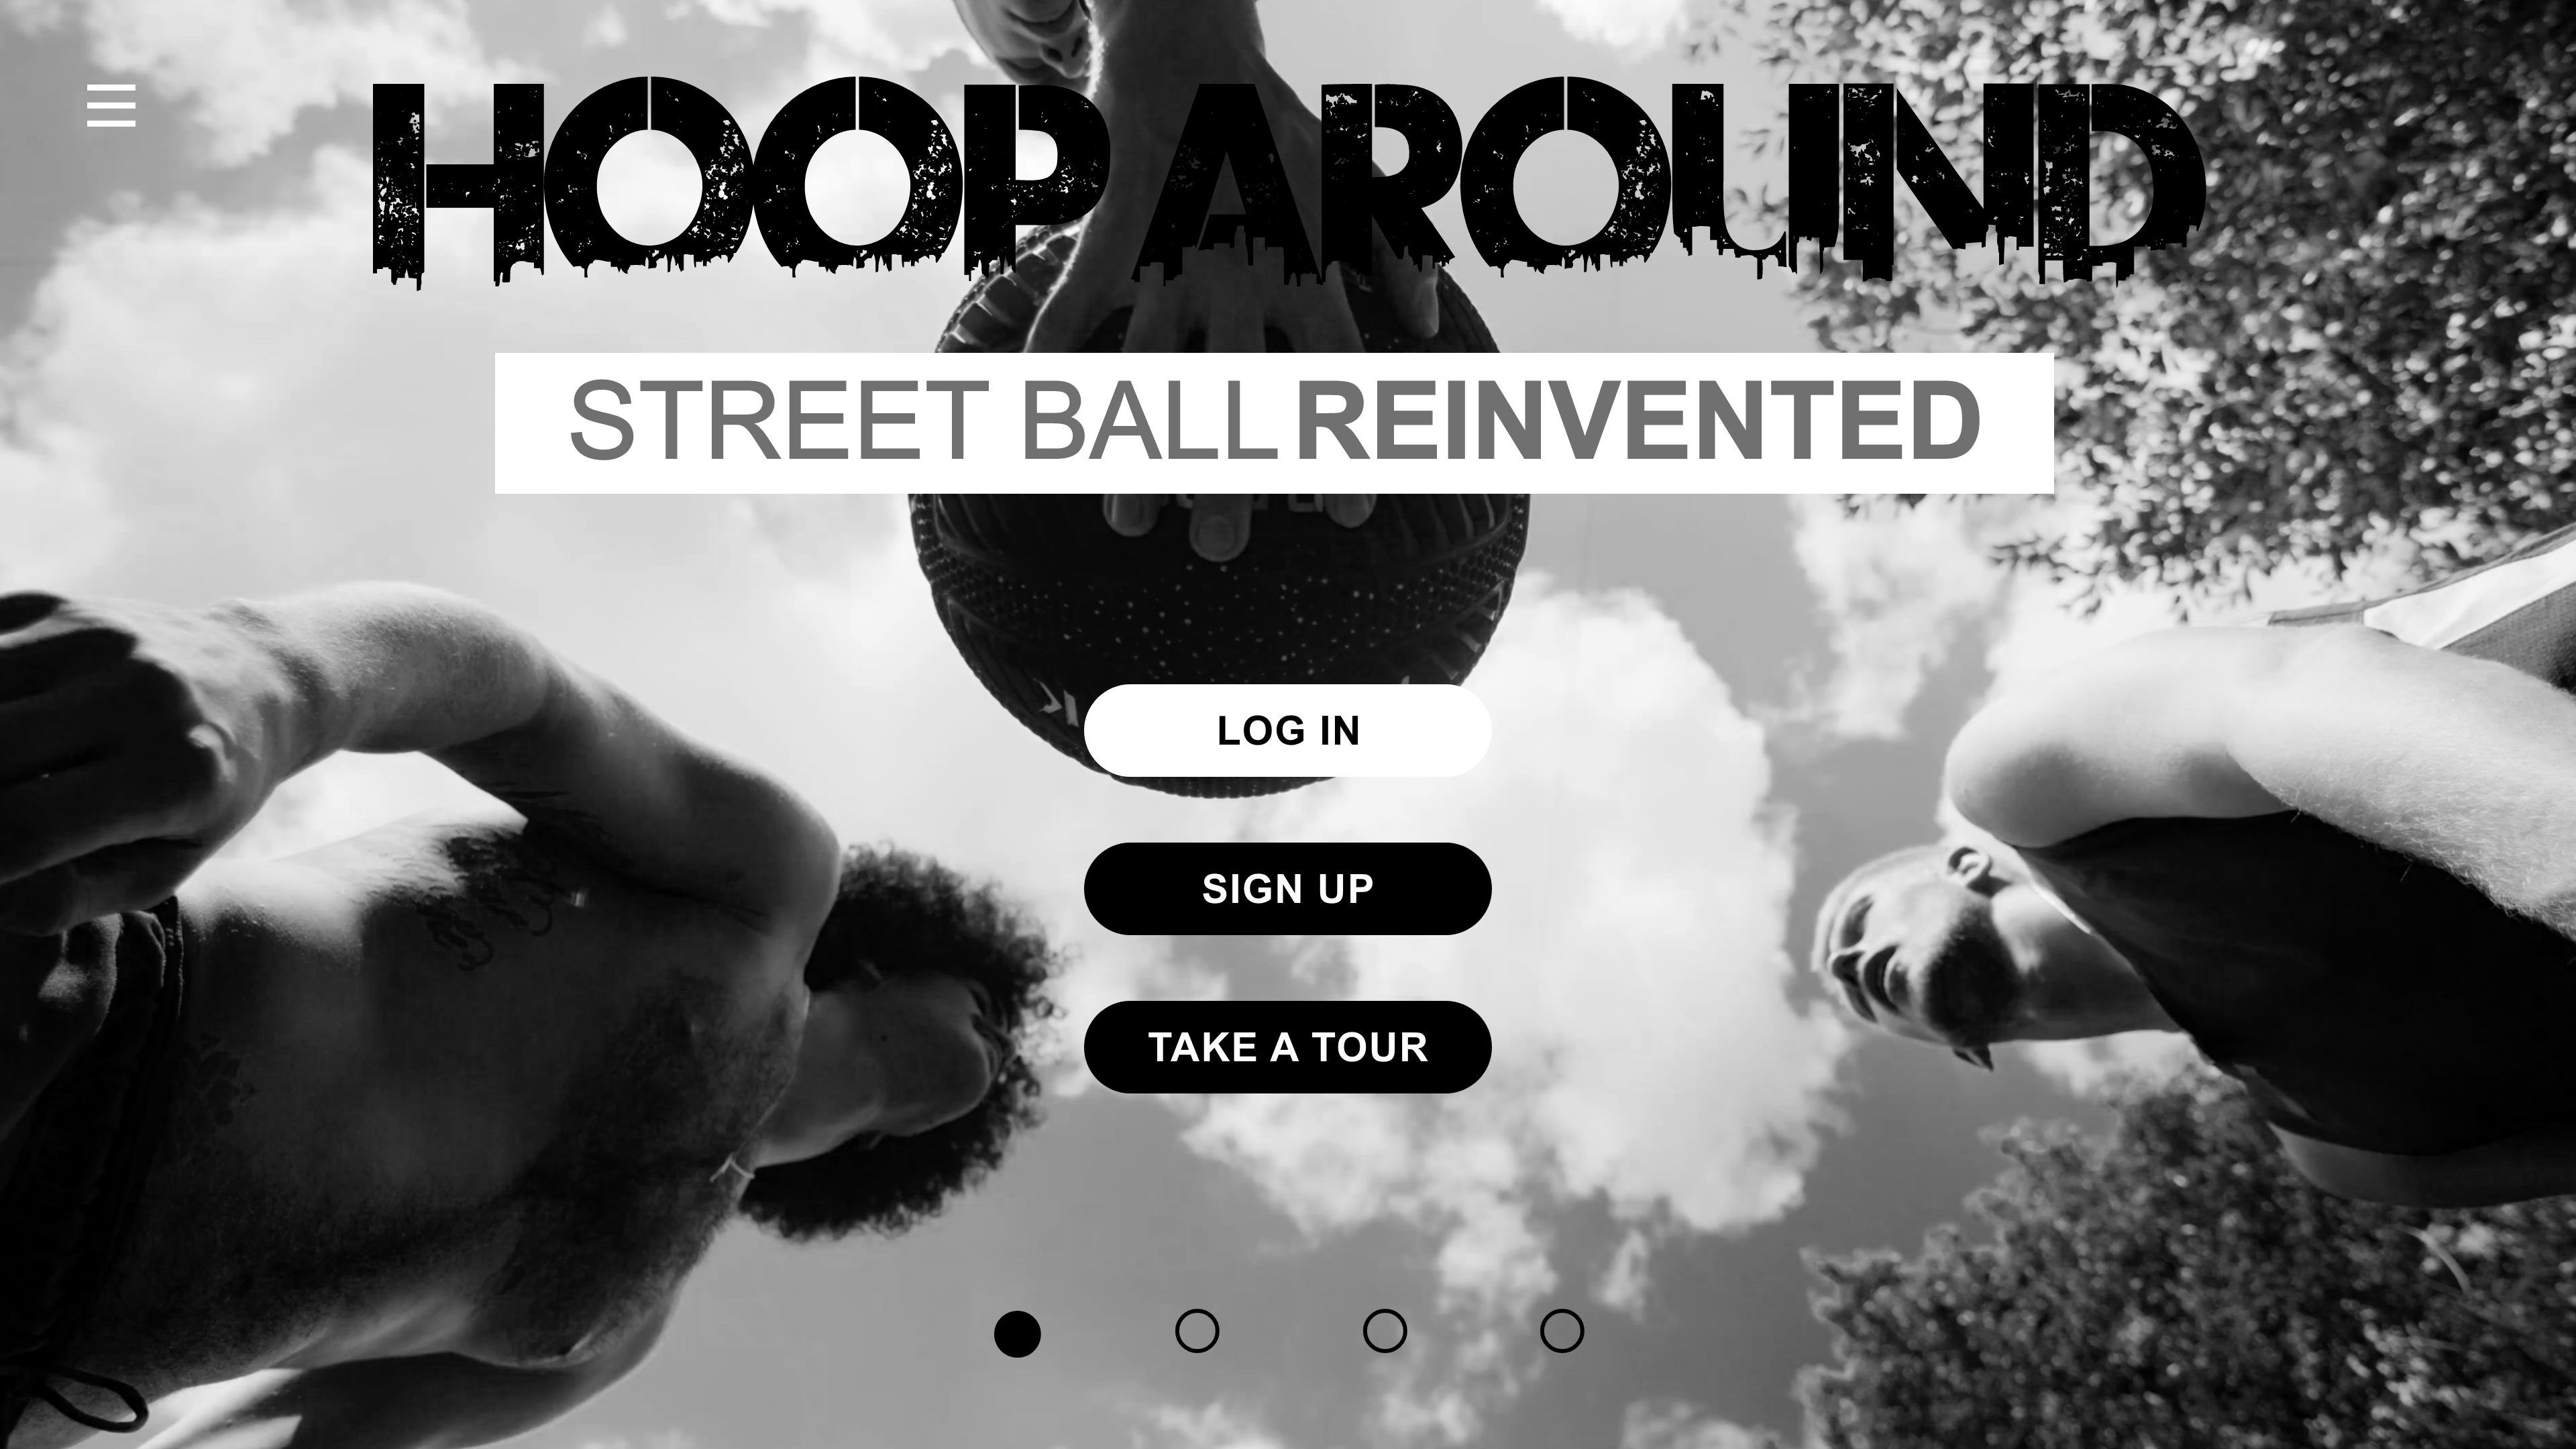 HOOP AROUND
STREET BALL REINVENTED
LOG IN
SIGN UP
TAKE A TOUR